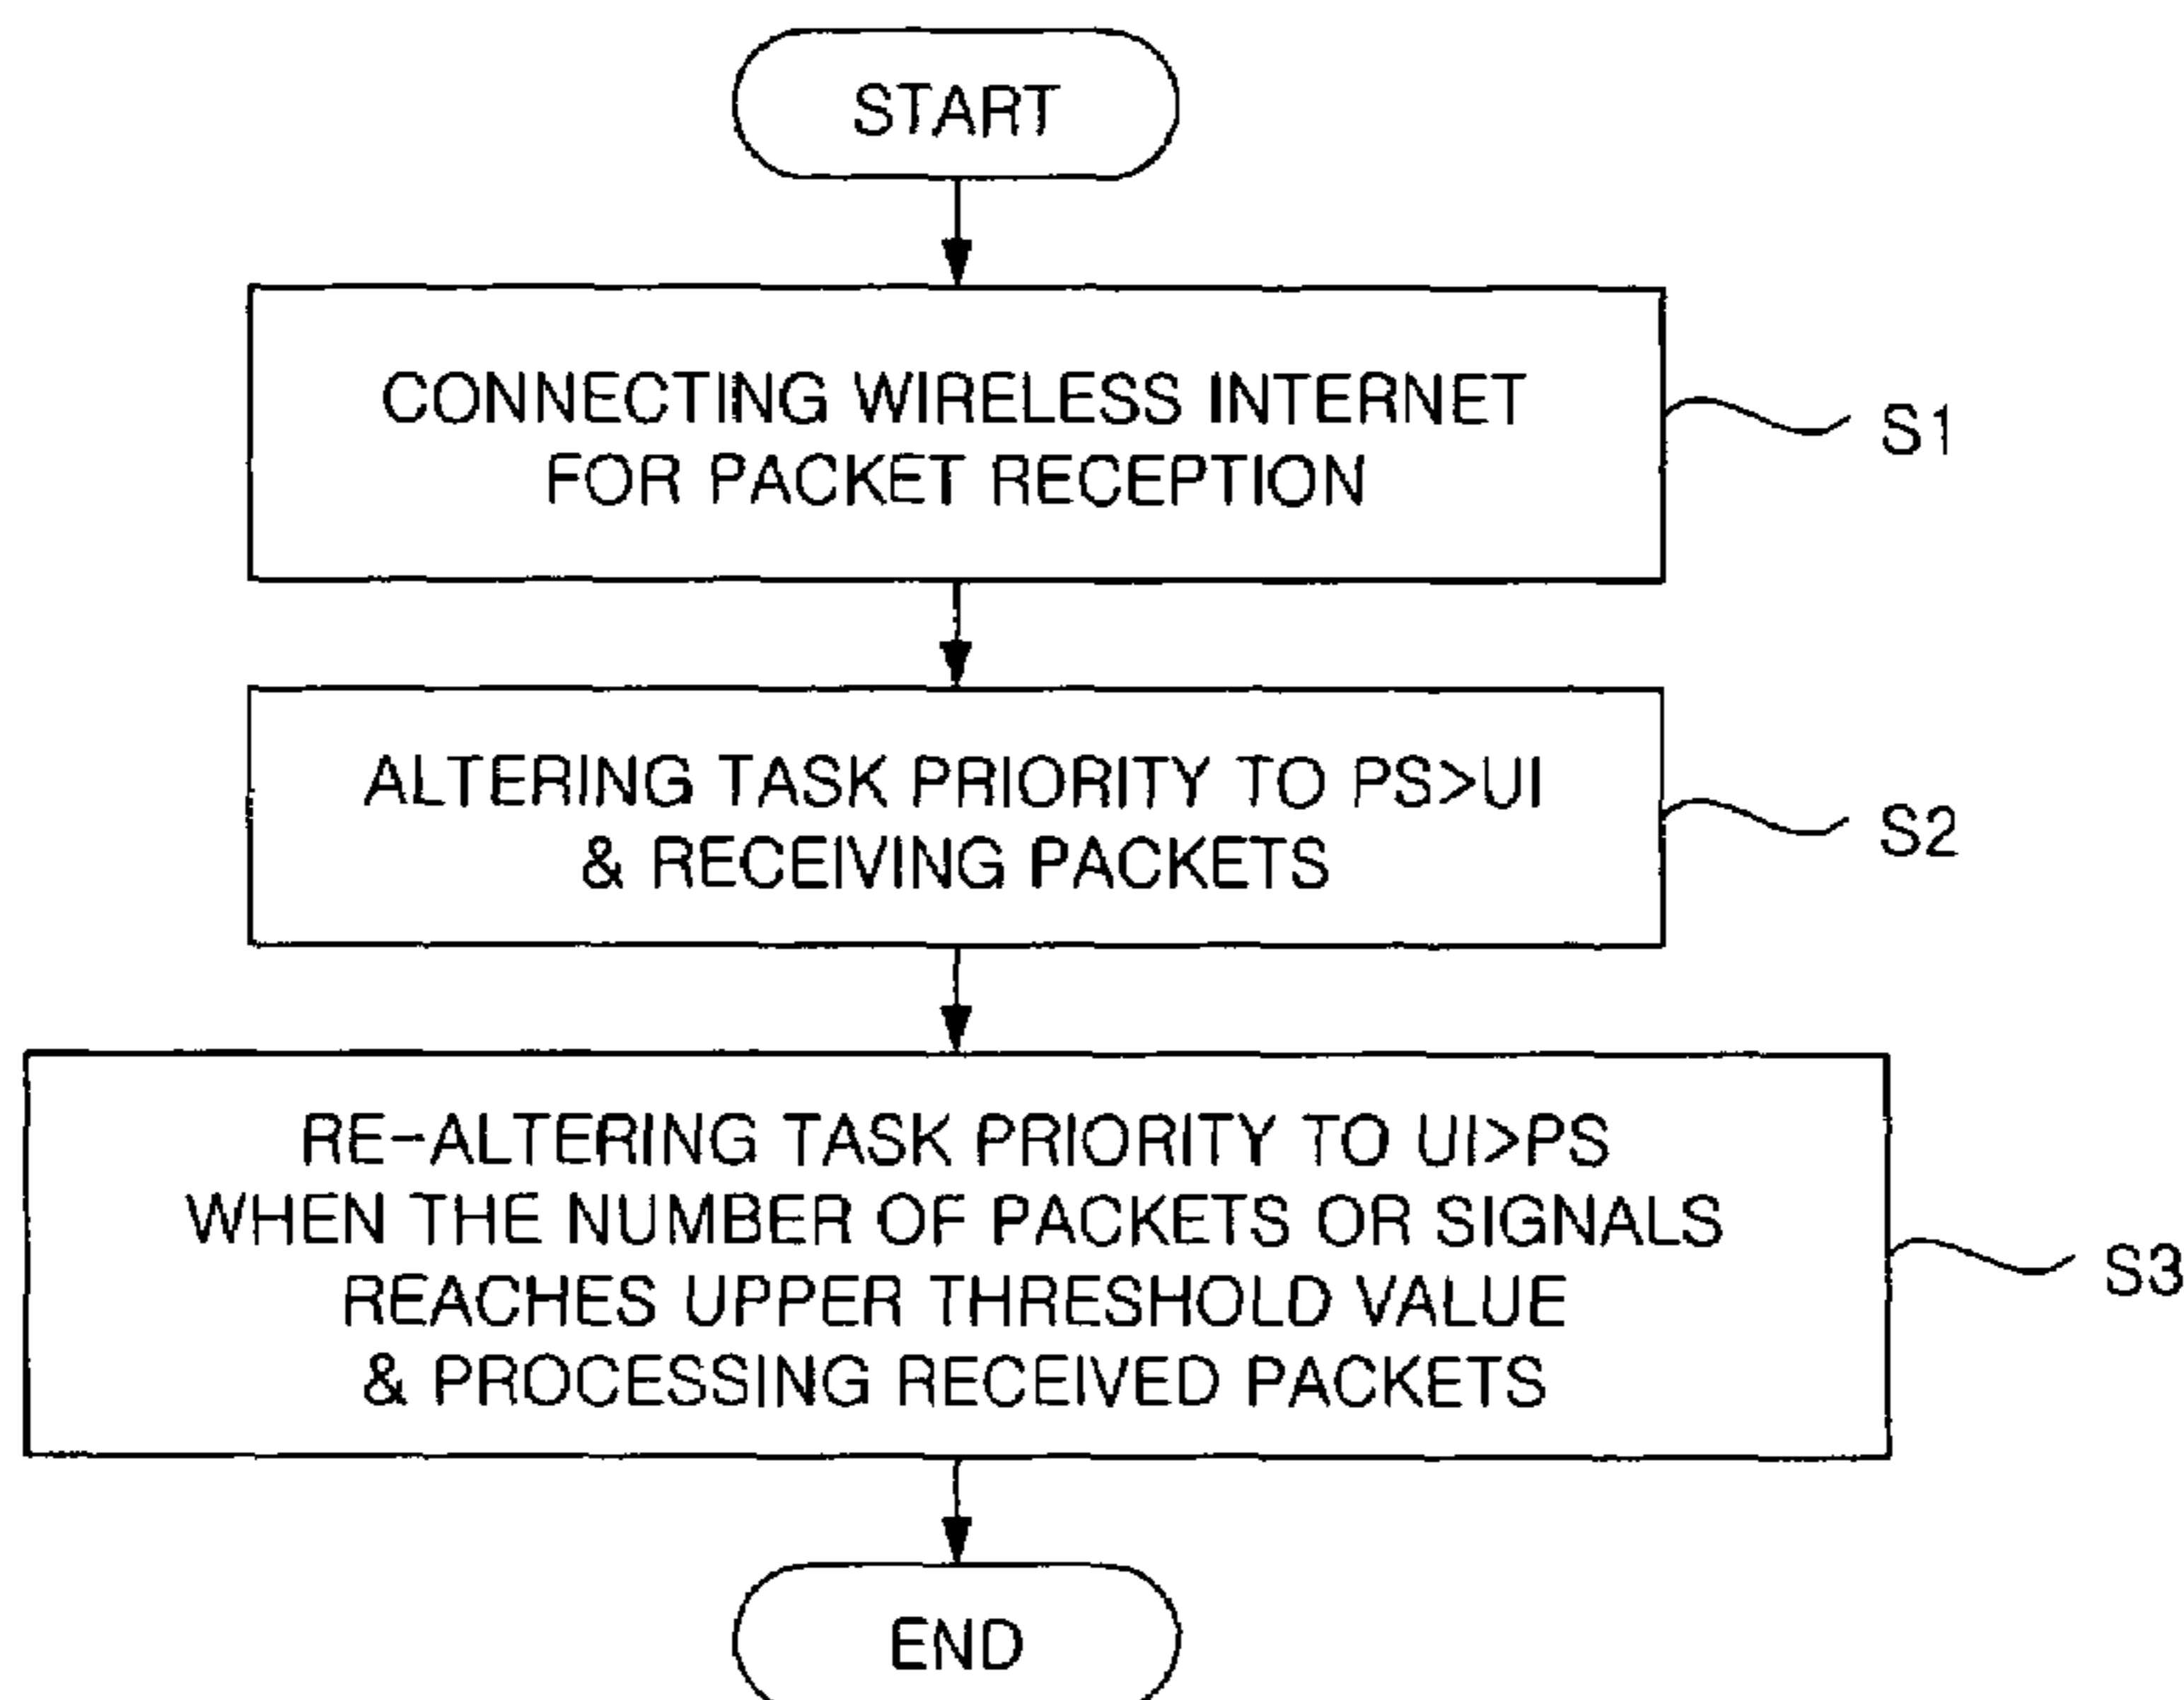 START
CONNECTING WIRELESS INTERNET
FOR PACKET RECEPTION
S1
ALTERING TASK PRIORITY TO PS>UI
& RECEIVING PACKETS
S2
RE-ALTERING TASK PRIORITY TO UI>PS
WHEN THE NUMBER OF PACKETS OR SIGNALS
REACHES UPPER THRESHOLD VALUE
& PROCESSING RECEIVED PACKETS
S3
END